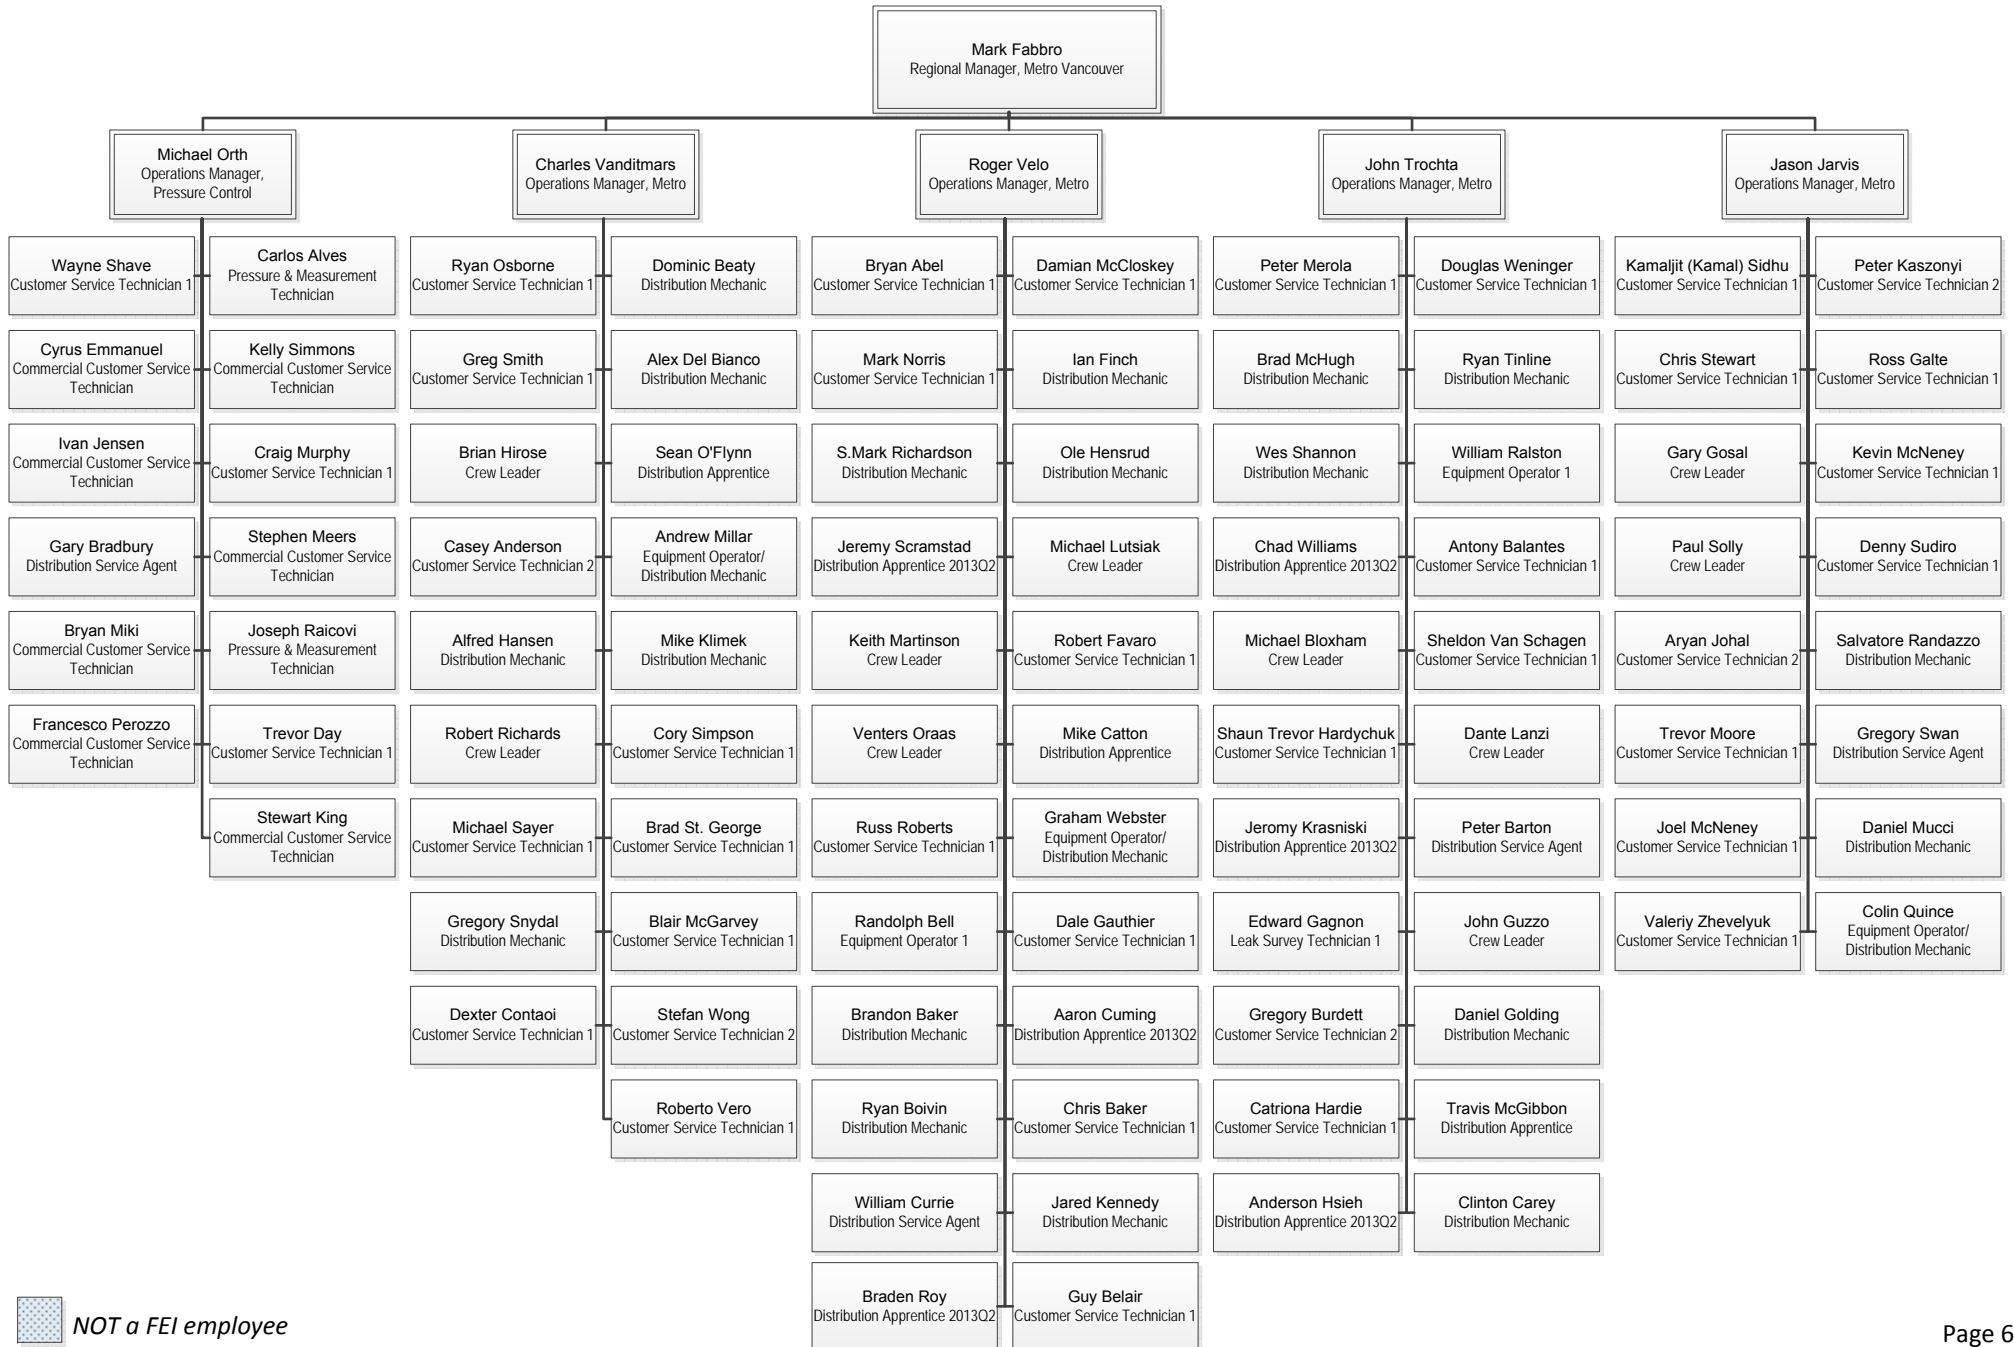 Mark Fabbro
Regional Manager, Metro Vancouver
Michael Orth
Operations Manager,
Pressure Control
Charles Vanditmars
Operations Manager, Metro
Roger Velo
Operations Manager, Metro
John Trochta
Operations Manager, Metro
Jason Jarvis
Operations Manager, Metro
Wayne Shave
Customer Service Technician 1
Carlos Alves
Pressure & Measurement
Technician
Cyrus Emmanuel
Commercial Customer Service
Technician
Kelly Simmons
Commercial Customer Service
Technician
Ivan Jensen
Commercial Customer Service
Technician
Craig Murphy
Customer Service Technician 1
Gary Bradbury
Distribution Service Agent
Stephen Meers
Commercial Customer Service
Technician
Bryan Miki
Commercial Customer Service
Technician
Joseph Raicovi
Pressure & Measurement
Technician
Francesco Perozzo
Commercial Customer Service
Technician
Trevor Day
Customer Service Technician 1
Stewart King
Commercial Customer Service
Technician
Ryan Osborne
Customer Service Technician 1
Dominic Beaty
Distribution Mechanic
Greg Smith
Customer Service Technician 1
Alex Del Bianco
Distribution Mechanic
Brian Hirose
Crew Leader
Sean O'Flynn
Distribution Apprentice
Casey Anderson
Customer Service Technician 2
Andrew Millar
Equipment Operator/
Distribution Mechanic
Alfred Hansen
Distribution Mechanic
Mike Klimek
Distribution Mechanic
Robert Richards
Crew Leader
Cory Simpson
Customer Service Technician 1
Michael Sayer
Customer Service Technician 1
Brad St. George
Customer Service Technician 1
Gregory Snydal
Distribution Mechanic
Blair McGarvey
Customer Service Technician 1
Dexter Contaoi
Customer Service Technician 1
Stefan Wong
Customer Service Technician 2
Roberto Vero
Customer Service Technician 1
Bryan Abel
Customer Service Technician 1
Damian McCloskey
Customer Service Technician 1
Mark Norris
Customer Service Technician 1
Ian Finch
Distribution Mechanic
S.Mark Richardson
Distribution Mechanic
Ole Hensrud
Distribution Mechanic
Jeremy Scramstad
Distribution Apprentice 2013Q2
Michael Lutsiak
Crew Leader
Keith Martinson
Crew Leader
Robert Favaro
Customer Service Technician 1
Venters Oraas
Crew Leader
Mike Catton
Distribution Apprentice
Russ Roberts
Customer Service Technician 1
Graham Webster
Equipment Operator/
Distribution Mechanic
Randolph Bell
Equipment Operator 1
Dale Gauthier
Customer Service Technician 1
Brandon Baker
Distribution Mechanic
Aaron Cuming
Distribution Apprentice 2013Q2
Ryan Boivin
Distribution Mechanic
Chris Baker
Customer Service Technician 1
William Currie
Distribution Service Agent
Jared Kennedy
Distribution Mechanic
Braden Roy
Distribution Apprentice 2013Q2
Guy Belair
Customer Service Technician 1
Peter Merola
Customer Service Technician 1
Douglas Weninger
Customer Service Technician 1
Brad McHugh
Distribution Mechanic
Ryan Tinline
Distribution Mechanic
Wes Shannon
Distribution Mechanic
William Ralston
Equipment Operator 1
Chad Williams
Distribution Apprentice 2013Q2
Antony Balantes
Customer Service Technician 1
Michael Bloxham
Crew Leader
Sheldon Van Schagen
Customer Service Technician 1
Shaun Trevor Hardychuk
Customer Service Technician 1
Dante Lanzi
Crew Leader
Jeromy Krasniski
Distribution Apprentice 2013Q2
Peter Barton
Distribution Service Agent
Edward Gagnon
Leak Survey Technician 1
John Guzzo
Crew Leader
Gregory Burdett
Customer Service Technician 2
Daniel Golding
Distribution Mechanic
Catriona Hardie
Customer Service Technician 1
Travis McGibbon
Distribution Apprentice
Anderson Hsieh
Distribution Apprentice 2013Q2
Clinton Carey
Distribution Mechanic
Kamaljit (Kamal) Sidhu
Customer Service Technician 1
Peter Kaszonyi
Customer Service Technician 2
Chris Stewart
Customer Service Technician 1
Ross Galte
Customer Service Technician 1
Gary Gosal
Crew Leader
Kevin McNeney
Customer Service Technician 1
Paul Solly
Crew Leader
Denny Sudiro
Customer Service Technician 1
Aryan Johal
Customer Service Technician 2
Salvatore Randazzo
Distribution Mechanic
Trevor Moore
Customer Service Technician 1
Gregory Swan
Distribution Service Agent
Joel McNeney
Customer Service Technician 1
Daniel Mucci
Distribution Mechanic
Valeriy Zhevelyuk
Customer Service Technician 1
Colin Quince
Equipment Operator/
Distribution Mechanic
NOT a FEI employee
Page 6